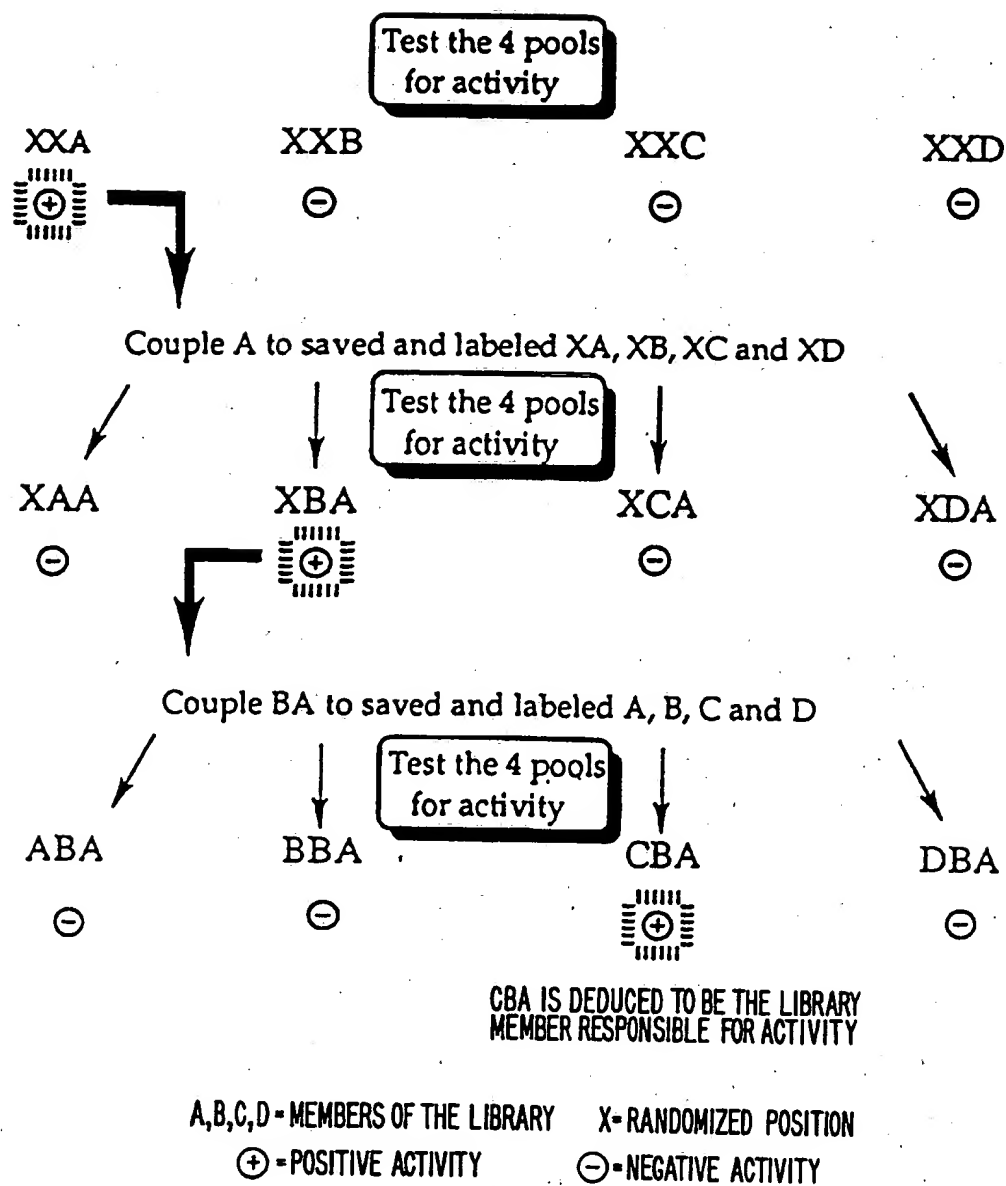 Test the 4 pools
for activity
XXA XXB XXC XXD
+ − − −
Couple A to saved and labeled XA, XB, XC and XD
Test the 4 pools
for activity
XAA XBA XCA XDA
− + − −
Couple BA to saved and labeled A, B, C and D
Test the 4 pools
for activity
ABA BBA CBA DBA
− − + −
CBA IS DEDUCED TO BE THE LIBRARY
MEMBER RESPONSIBLE FOR ACTIVITY
A,B,C,D = MEMBERS OF THE LIBRARY X = RANDOMIZED POSITION
⊕ = POSITIVE ACTIVITY ⊖ = NEGATIVE ACTIVITY